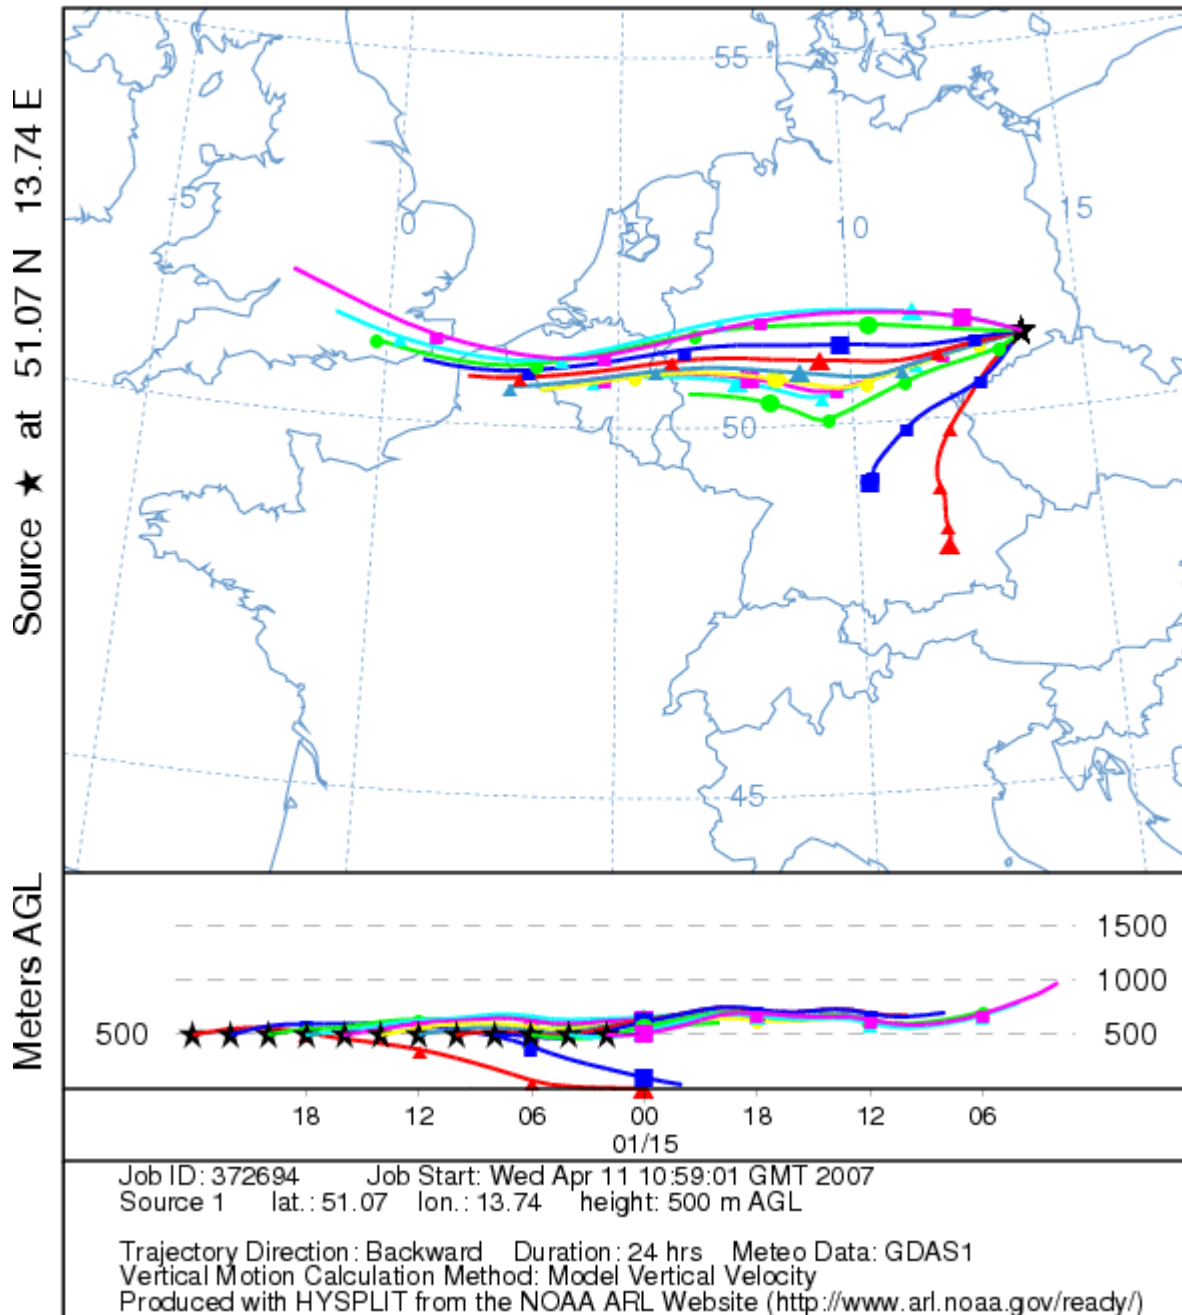 Source ★ at 51.07 N 13.74 E
55
-5
0
5
10
15
50
45
Meters AGL
1500
1000
500
500
18 12 06 00 18 12 06
01/15
Job ID: 372694 Job Start: Wed Apr 11 10:59:01 GMT 2007
Source 1 lat.: 51.07 lon.: 13.74 height: 500 m AGL
Trajectory Direction: Backward Duration: 24 hrs Meteo Data: GDAS1
Vertical Motion Calculation Method: Model Vertical Velocity
Produced with HYSPLIT from the NOAA ARL Website (http://www.arl.noaa.gov/ready/)